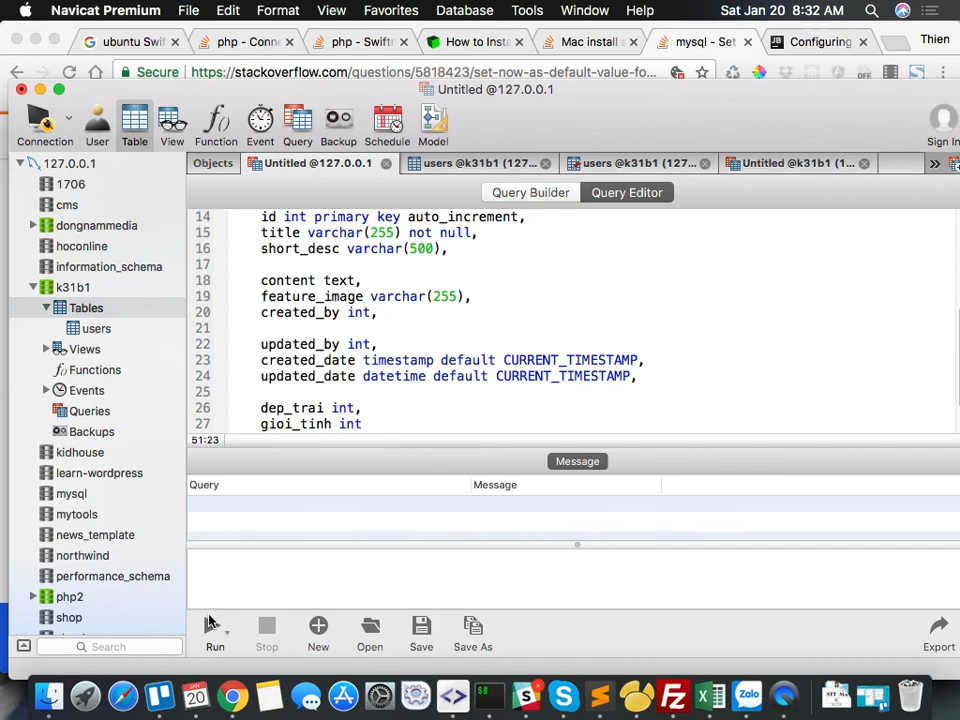 Navicat Premium File Edit Format View Favorites Database Tools Window Help Sat Jan 20 8:32 AM
ubuntu Swif
php - Conne
php - Swiftm
How to Insta
Mac install a
mysql - Set
Configuring
Thien
Secure https://stackoverflow.com/questions/5818423/set-now-as-default-value-fo...
Untitled @127.0.0.1
Connection User Table View Function Event Query Backup Schedule Model Sign In
127.0.0.1
1706
cms
dongnammedia
hoconline
information_schema
k31b1
Tables
users
Views
Functions
Events
Queries
Backups
kidhouse
learn-wordpress
mysql
mytools
news_template
northwind
performance_schema
php2
shop
Search
Objects Untitled @127.0.0.1 users @k31b1 (127... users @k31b1 (127... Untitled @k31b1 (1...
Query Builder Query Editor
14 id int primary key auto_increment,
15 title varchar(255) not null,
16 short_desc varchar(500),
17
18 content text,
19 feature_image varchar(255),
20 created_by int,
21
22 updated_by int,
23 created_date timestamp default CURRENT_TIMESTAMP,
24 updated_date datetime default CURRENT_TIMESTAMP,
25
26 dep_trai int,
27 gioi_tinh int
51:23
Message
Query Message
Run Stop New Open Save Save As Export
JAN
20
Zalo